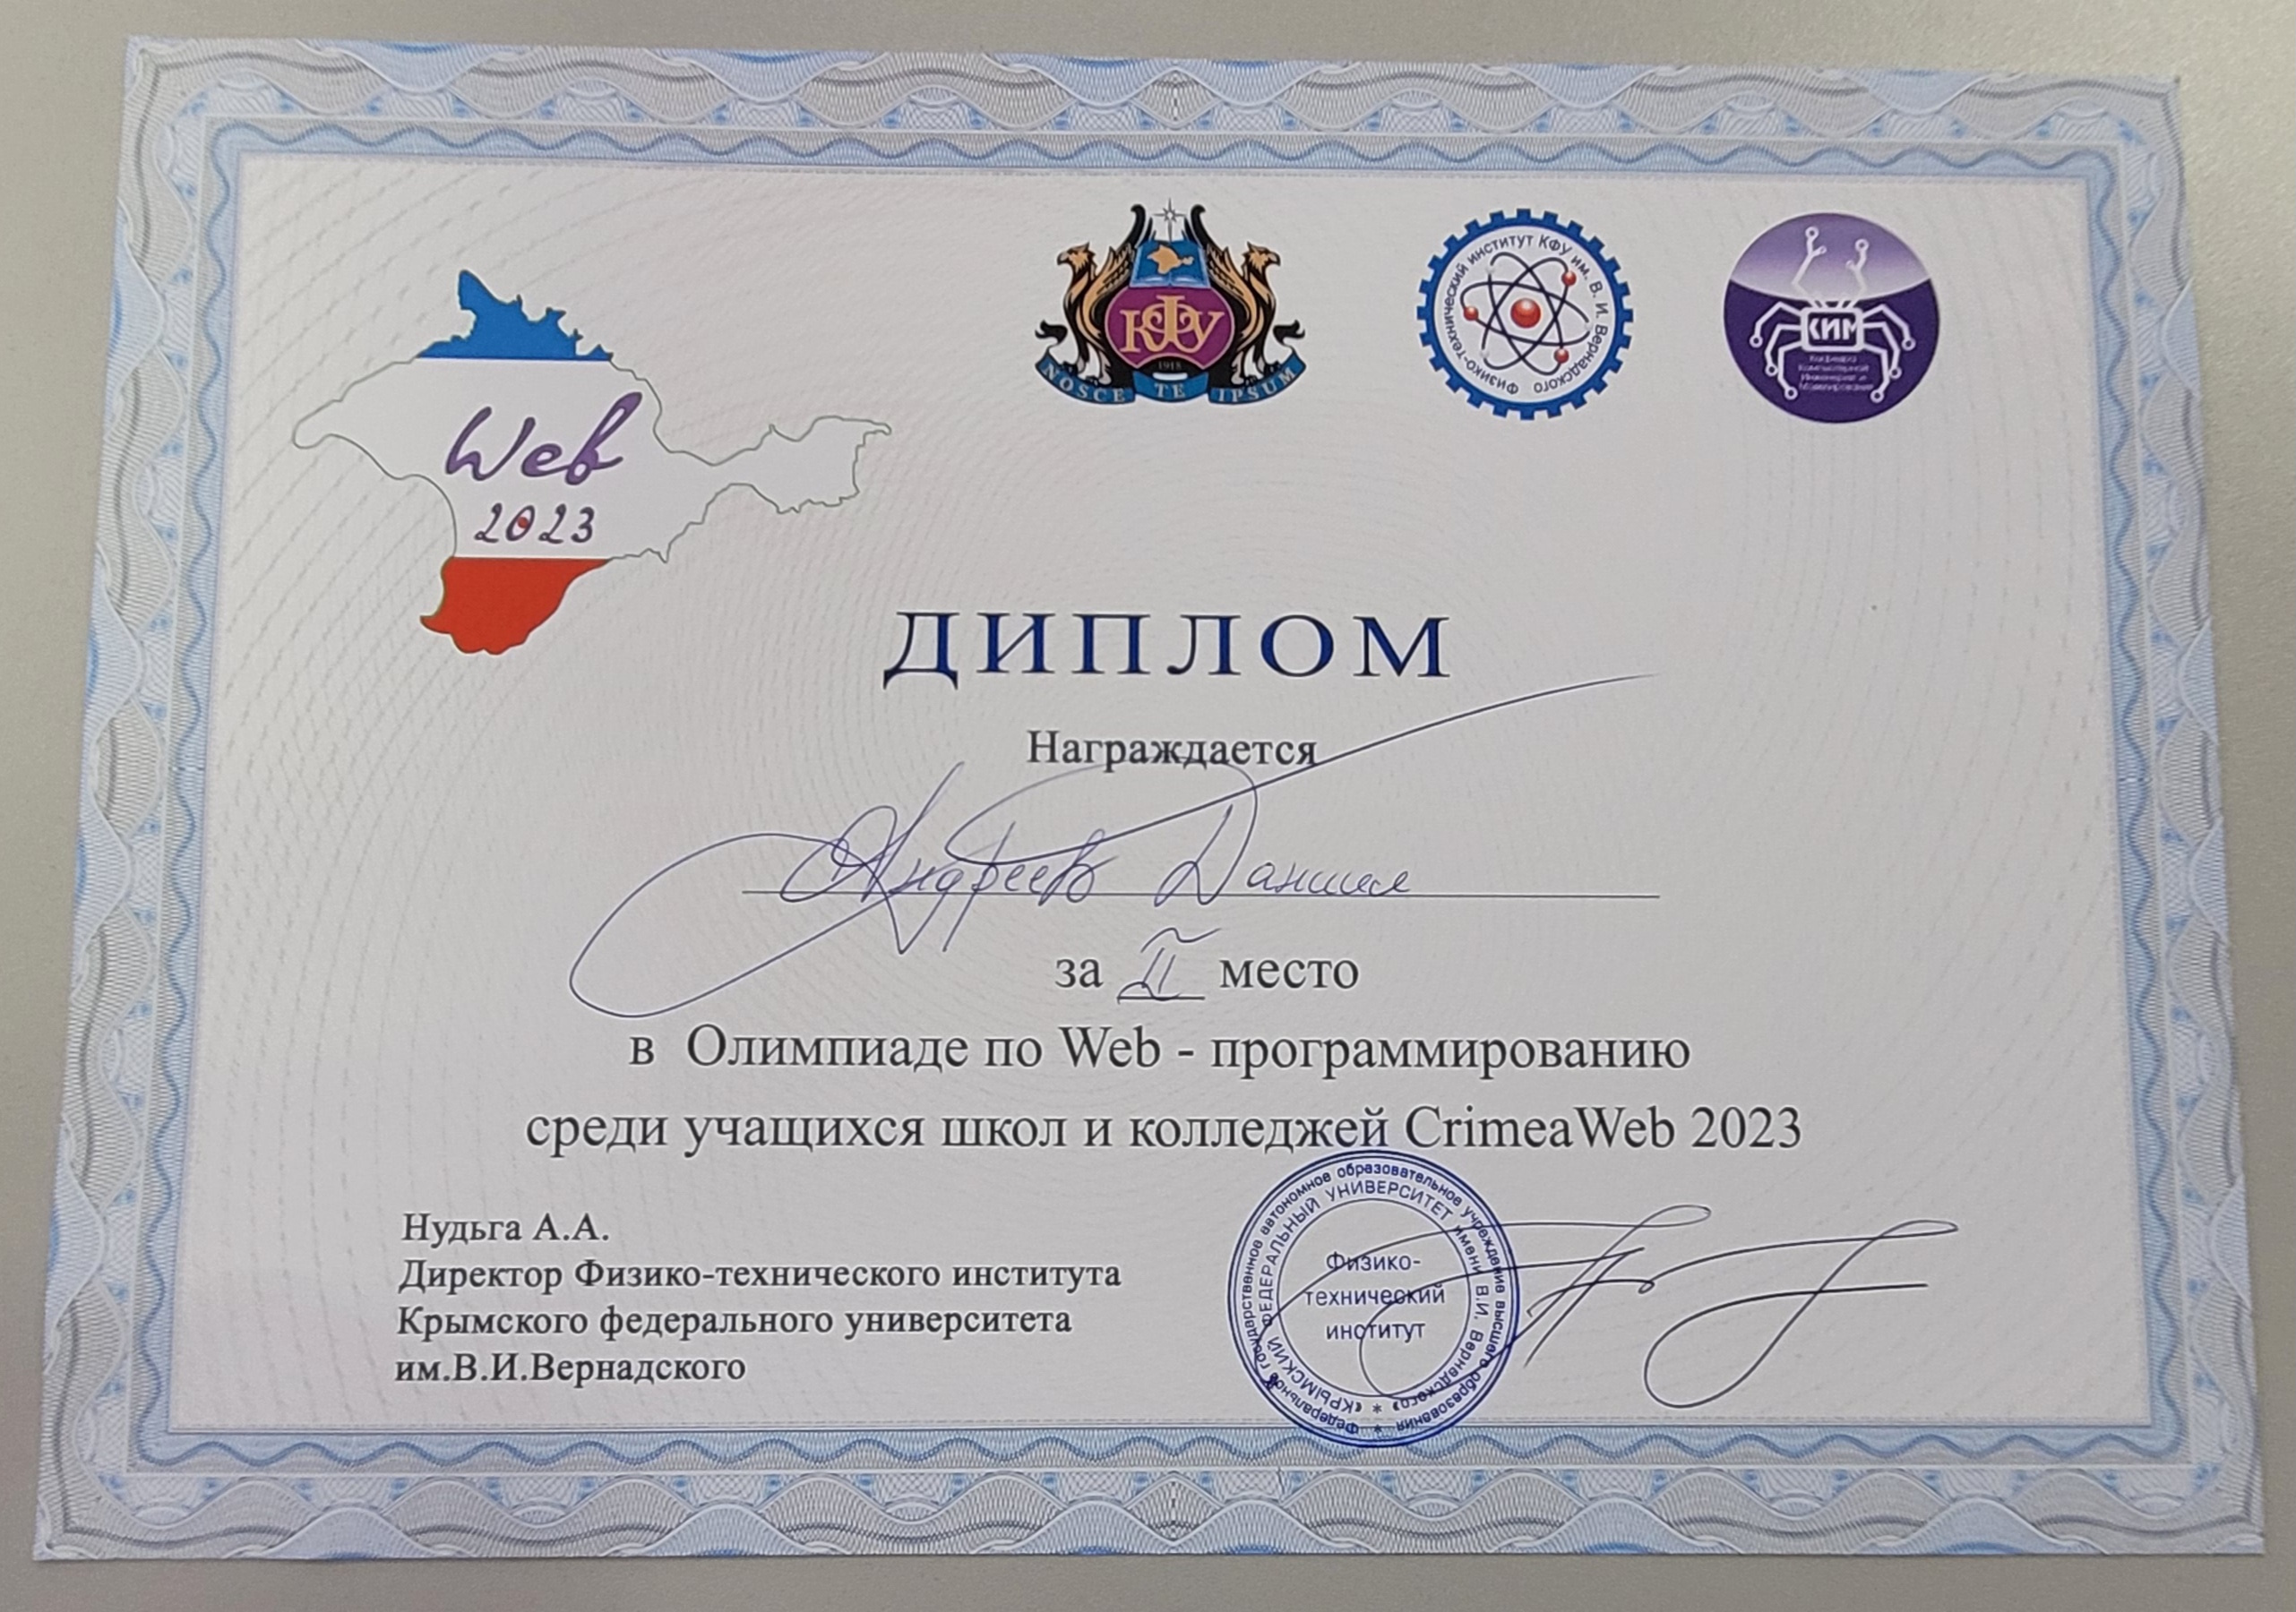 КФУ
1918
NOSCE TE IPSUM
Физико-технический институт КФУ им. В. И. Вернадского
КИМ
Кафедра
Компьютерной
Инженерии и
Моделирования
Web
2023
ДИПЛОМ
Награждается
Андреев Даниил
за II место
в Олимпиаде по Web - программированию
среди учащихся школ и колледжей CrimeaWeb 2023
Нудьга А.А.
Директор Физико-технического института
Крымского федерального университета
им.В.И.Вернадского
Федеральное государственное автономное образовательное учреждение высшего образования *
«КРЫМСКИЙ ФЕДЕРАЛЬНЫЙ УНИВЕРСИТЕТ имени В.И. Вернадского» *
Физико-
технический
институт